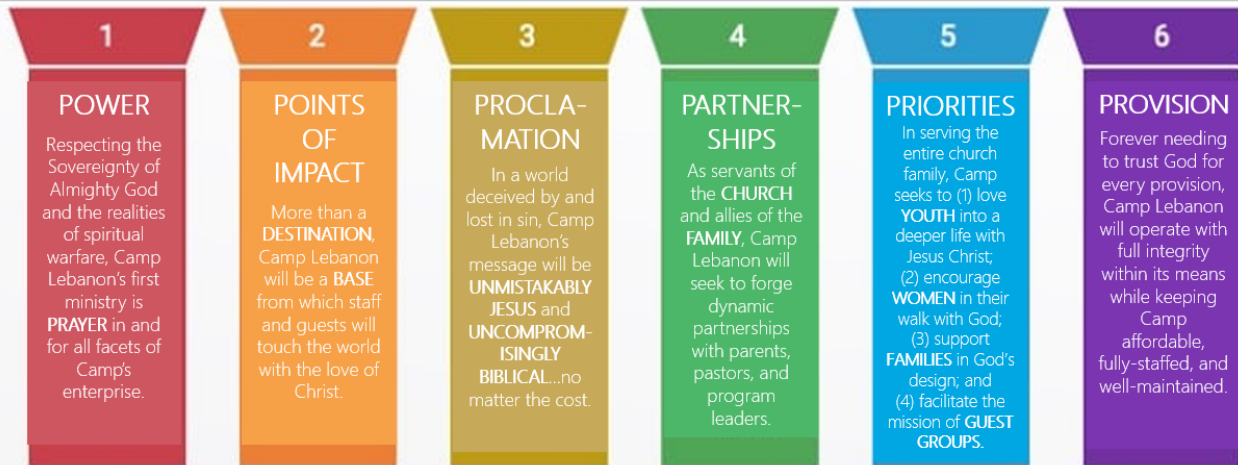 1
POWER
Respecting the
Sovereignty of
Almighty God
and the realities
of spiritual
warfare, Camp
Lebanon's first
ministry is
PRAYER in and
for all facets of
Camp's
enterprise.
2
POINTS
OF
IMPACT
More than a
DESTINATION,
Camp Lebanon
will be a BASE
from which staff
and guests will
touch the world
with the love of
Christ.
3
PROCLA-
MATION
In a world
deceived by and
lost in sin, Camp
Lebanon's
message will be
UNMISTAKABLY
JESUS and
UNCOMPROM-
ISINGLY
BIBLICAL...no
matter the cost.
4
PARTNER-
SHIPS
As servants of
the CHURCH
and allies of the
FAMILY, Camp
Lebanon will
seek to forge
dynamic
partnerships
with parents,
pastors, and
program
leaders.
5
PRIORITIES
In serving the
entire church
family, Camp
seeks to (1) love
YOUTH into a
deeper life with
Jesus Christ;
(2) encourage
WOMEN in their
walk with God;
(3) support
FAMILIES in God's
design; and
(4) facilitate the
mission of GUEST
GROUPS.
6
PROVISION
Forever needing
to trust God for
every provision,
Camp Lebanon
will operate with
full integrity
within its means
while keeping
Camp
affordable,
fully-staffed, and
well-maintained.